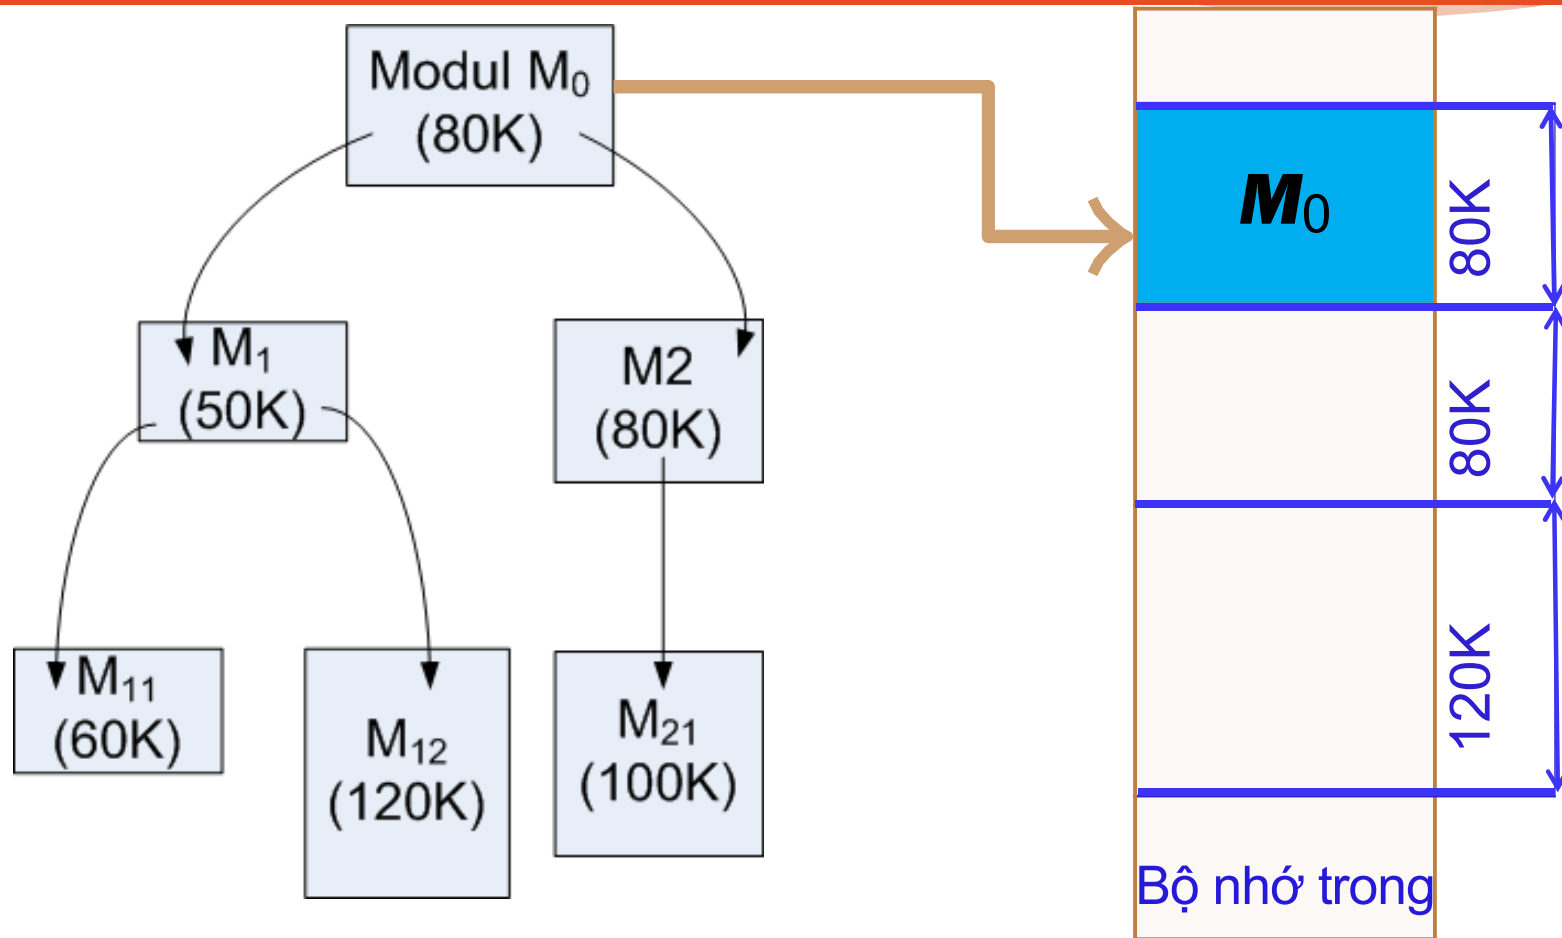 Modul M₀
(80K)
M₁
(50K)
M2
(80K)
M₁₁
(60K)
M₁₂
(120K)
M₂₁
(100K)
M₀
80K
80K
120K
Bộ nhớ trong